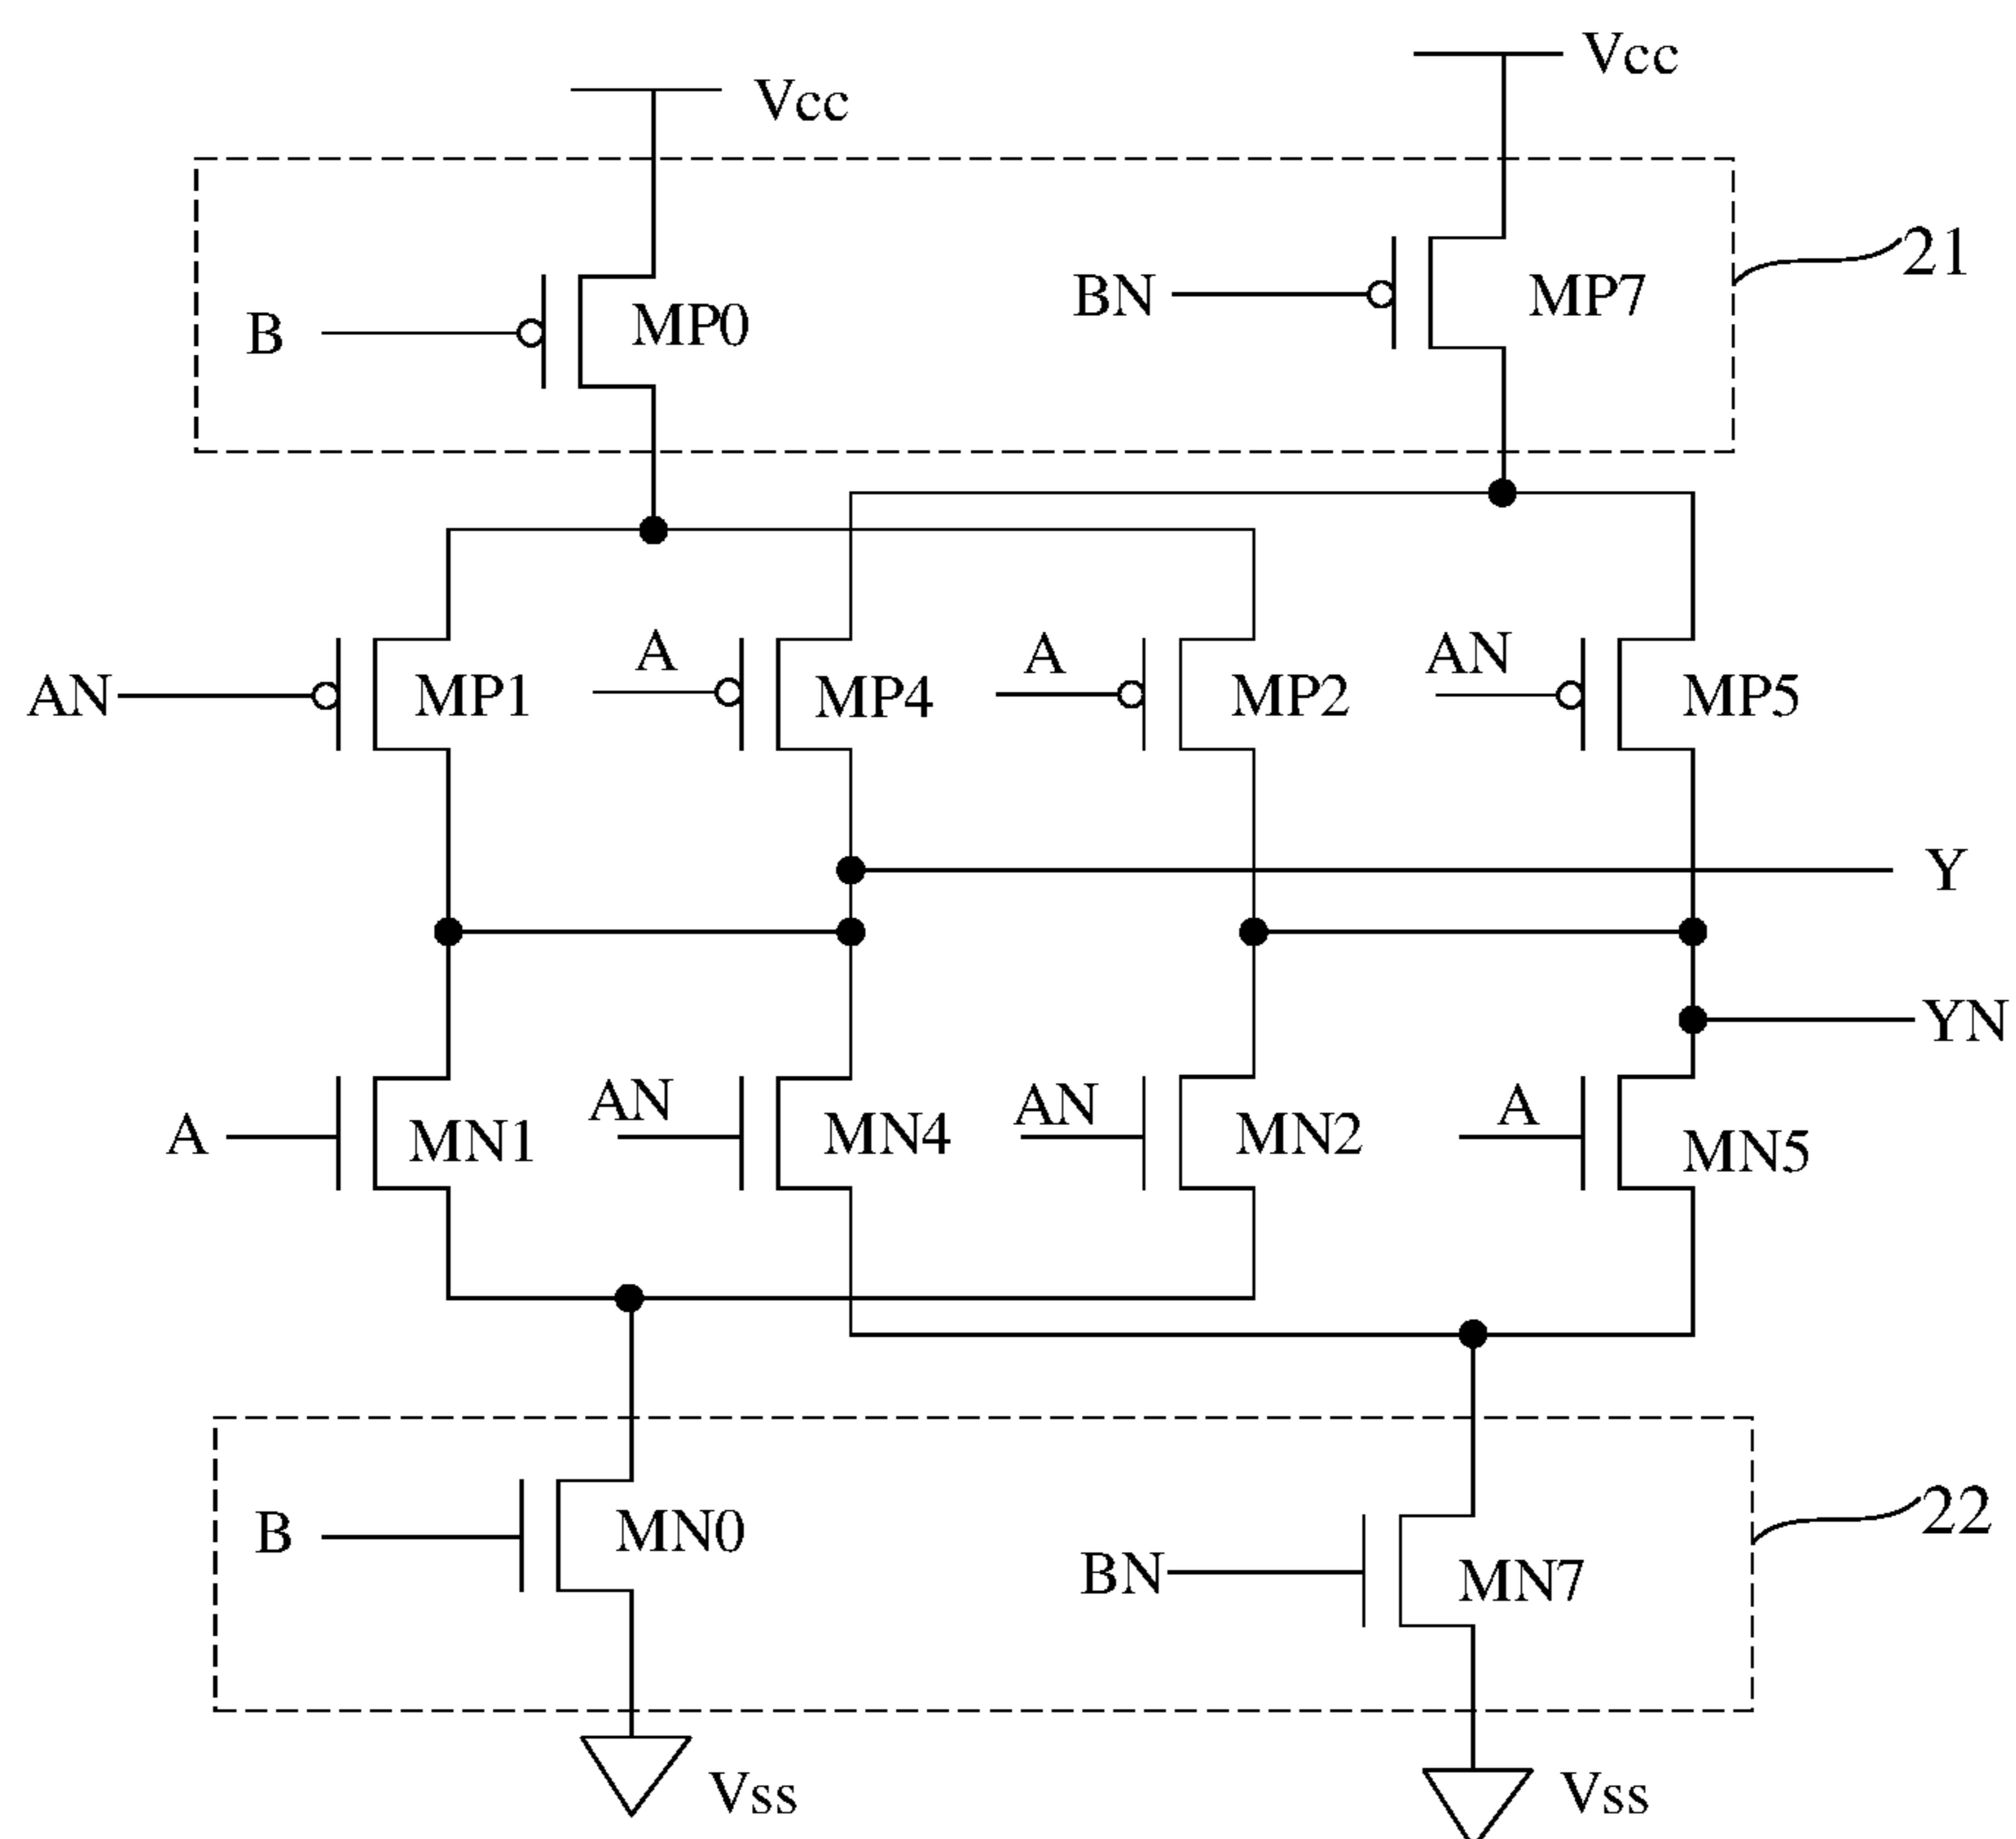 Vcc
Vcc
B
MP0
BN
MP7
21
AN
MP1
A
MP4
A
MP2
AN
MP5
Y
YN
A
MN1
AN
MN4
AN
MN2
A
MN5
B
MN0
BN
MN7
22
Vss
Vss